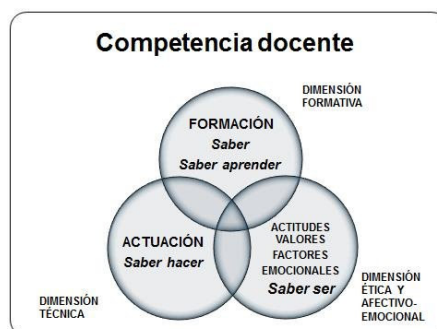 Competencia docente
DIMENSIÓN
FORMATIVA
FORMACIÓN
Saber
Saber aprender
ACTUACIÓN
Saber hacer
ACTITUDES
VALORES
FACTORES
EMOCIONALES
Saber ser
DIMENSIÓN
TÉCNICA
DIMENSIÓN
ÉTICA Y
AFECTIVO-
EMOCIONAL